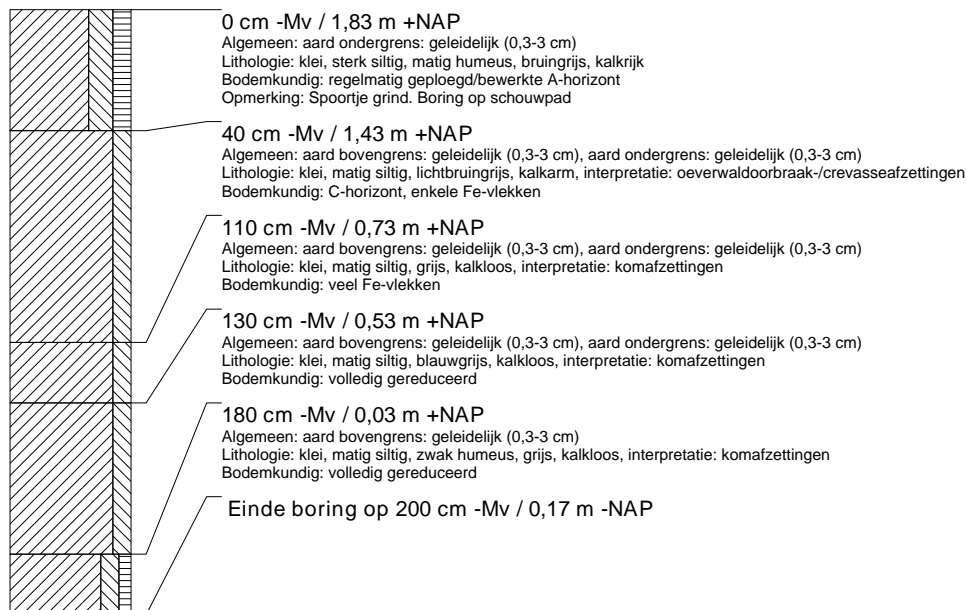 0 cm -Mv / 1,83 m +NAP
Algemeen: aard ondergrens: geleidelijk (0,3-3 cm)
Lithologie: klei, sterk siltig, matig humeus, bruingrijs, kalkrijk
Bodemkundig: regelmatig geploegd/bewerkte A-horizont
Opmerking: Spoortje grind. Boring op schouwpad
40 cm -Mv / 1,43 m +NAP
Algemeen: aard bovengrens: geleidelijk (0,3-3 cm), aard ondergrens: geleidelijk (0,3-3 cm)
Lithologie: klei, matig siltig, lichtbruingrijs, kalkarm, interpretatie: oeverwaldoorbraak-/crevasseafzettingen
Bodemkundig: C-horizont, enkele Fe-vlekken
110 cm -Mv / 0,73 m +NAP
Algemeen: aard bovengrens: geleidelijk (0,3-3 cm), aard ondergrens: geleidelijk (0,3-3 cm)
Lithologie: klei, matig siltig, grijs, kalkloos, interpretatie: komafzettingen
Bodemkundig: veel Fe-vlekken
130 cm -Mv / 0,53 m +NAP
Algemeen: aard bovengrens: geleidelijk (0,3-3 cm), aard ondergrens: geleidelijk (0,3-3 cm)
Lithologie: klei, matig siltig, blauwgrijs, kalkloos, interpretatie: komafzettingen
Bodemkundig: volledig gereduceerd
180 cm -Mv / 0,03 m +NAP
Algemeen: aard bovengrens: geleidelijk (0,3-3 cm)
Lithologie: klei, matig siltig, zwak humeus, grijs, kalkloos, interpretatie: komafzettingen
Bodemkundig: volledig gereduceerd
Einde boring op 200 cm -Mv / 0,17 m -NAP